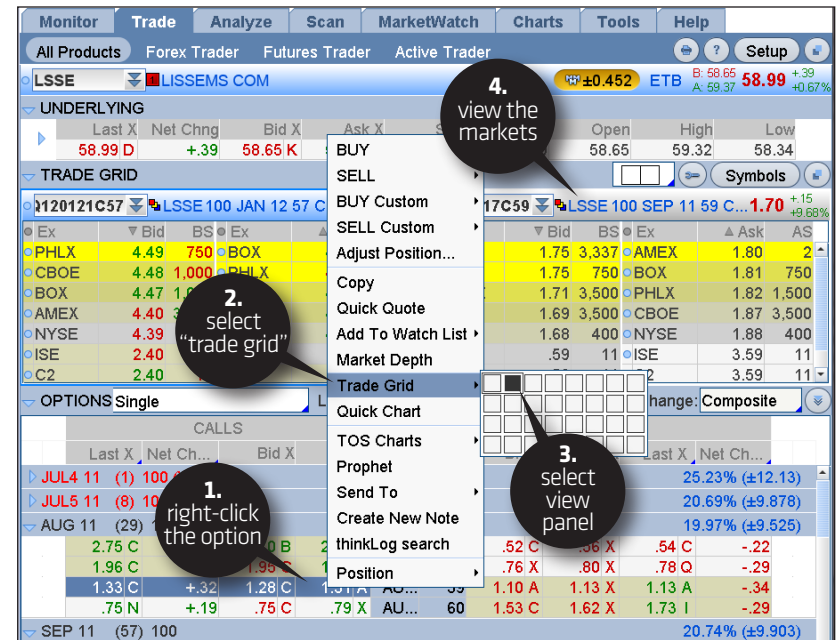 Monitor Trade Analyze Scan MarketWatch Charts Tools Help
All Products Forex Trader Futures Trader Active Trader ? Setup
LSSE LISSEMS COM ±0.452 ETB B: 58.65 A: 59.37 58.99 +.39 +0.67%
UNDERLYING
Last X Net Chng Bid X Ask X Open High Low
58.99 D +.39 58.65 K 58.65 59.32 58.34
TRADE GRID Symbols
120121C57 LSSE 100 JAN 12 57 C 17C59 LSSE 100 SEP 11 59 C... 1.70 +.15 +9.68%
Ex Bid BS Ex Bid BS Ex Ask AS
PHLX 4.49 750 BOX 1.75 3,337 AMEX 1.80 2
CBOE 4.48 1,000 PHLX 1.75 750 BOX 1.81 750
BOX 4.47 1.71 3,500 PHLX 1.82 1,500
AMEX 4.40 1.69 3,500 CBOE 1.87 3,500
NYSE 4.39 1.68 400 NYSE 1.88 400
ISE 2.40 .59 11 ISE 3.59 11
C2 2.40 3.59 11
OPTIONS Single Composite
CALLS
Last X Net Ch... Bid X Last X Net Ch...
JUL4 11 (1) 100 25.23% (±12.13)
JUL5 11 (8) 20.69% (±9.878)
AUG 11 (29) 19.97% (±9.525)
2.75 C .52 C .56 X .54 C -.22
1.96 C 1.95 C .76 X .80 X .78 Q -.29
1.33 C +.32 1.28 C 1.31 A AU... 59 1.10 A 1.13 X 1.13 A -.34
.75 N +.19 .75 C .79 X AU... 60 1.53 C 1.62 X 1.73 I -.29
SEP 11 (57) 100 20.74% (±9.903)
BUY
SELL
BUY Custom
SELL Custom
Adjust Position...
Copy
Quick Quote
Add To Watch List
Market Depth
Trade Grid
Quick Chart
TOS Charts
Prophet
Send To
Create New Note
thinkLog search
Position
1.
right-click
the option
2.
select
"trade grid"
3.
select
view
panel
4.
view the
markets